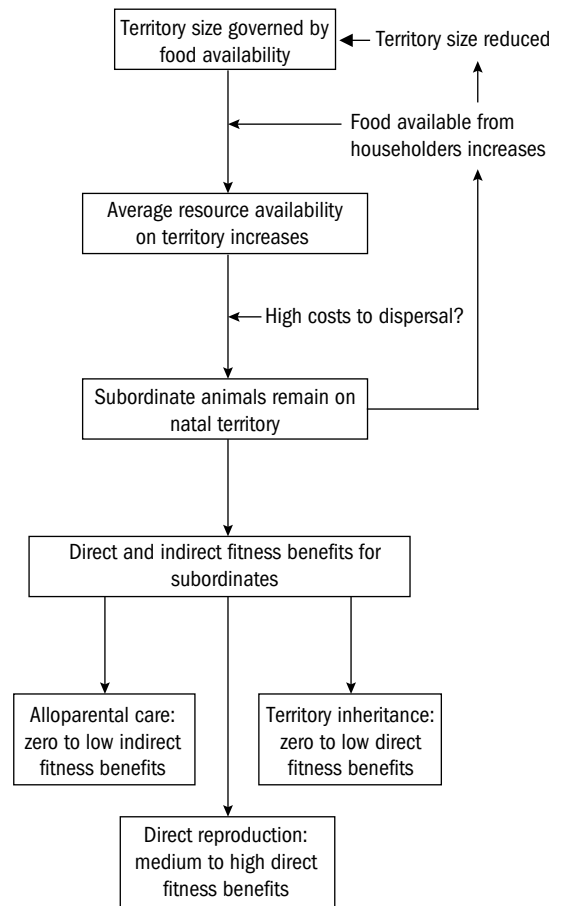 Territory size governed by
food availability
Territory size reduced
Food available from
householders increases
Average resource availability
on territory increases
High costs to dispersal?
Subordinate animals remain on
natal territory
Direct and indirect fitness benefits for
subordinates
Alloparental care:
zero to low indirect
fitness benefits
Territory inheritance:
zero to low direct
fitness benefits
Direct reproduction:
medium to high direct
fitness benefits